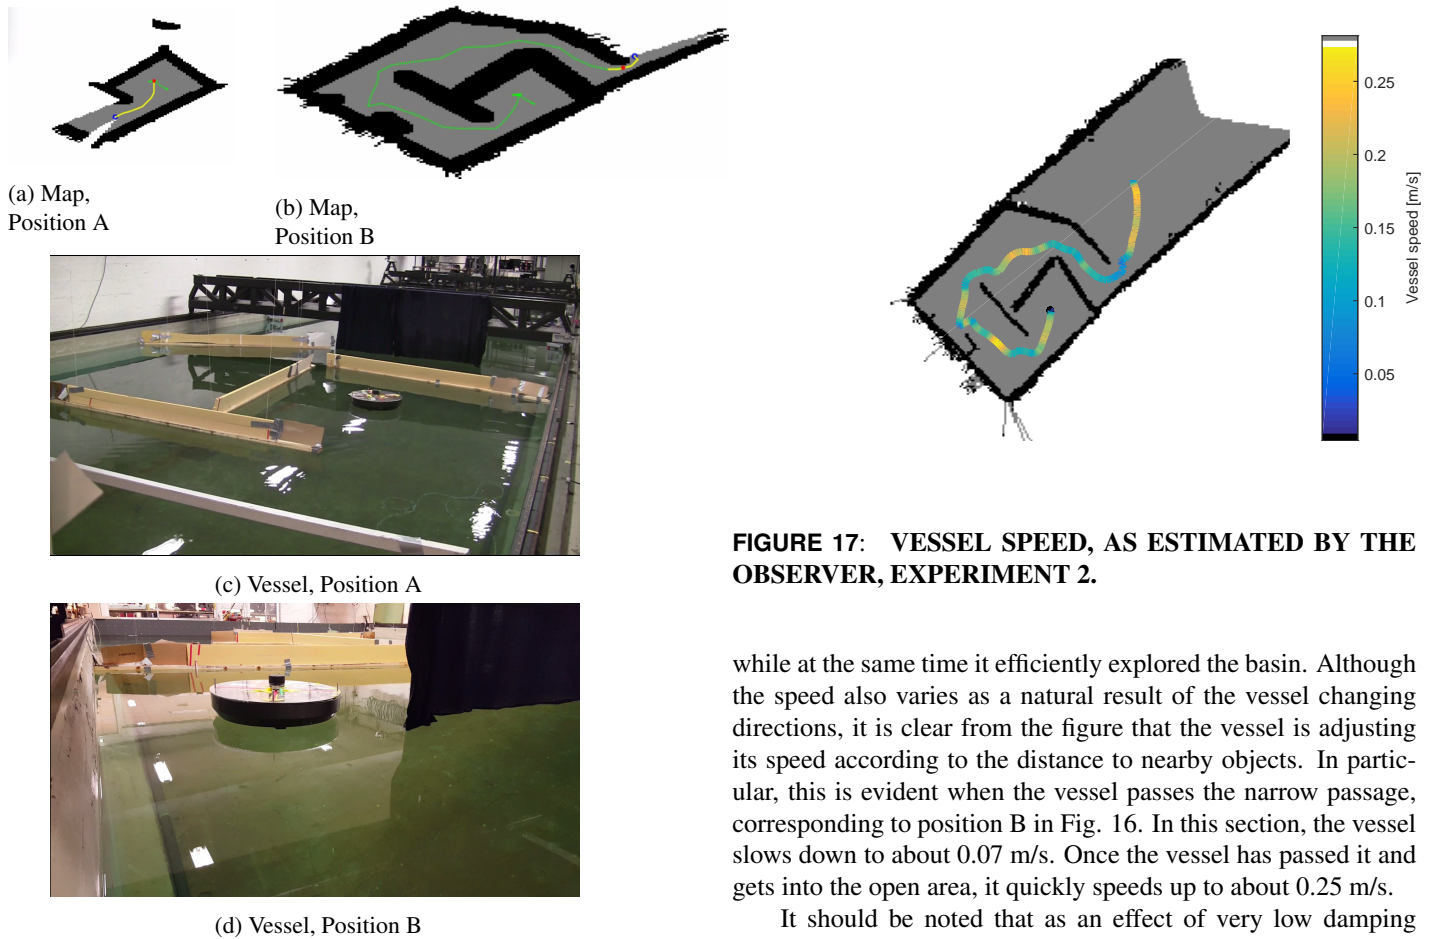 (a) Map,
Position A
(b) Map,
Position B
(c) Vessel, Position A
(d) Vessel, Position B
0.25
0.2
0.15
0.1
0.05
Vessel speed [m/s]
FIGURE 17: VESSEL SPEED, AS ESTIMATED BY THE
OBSERVER, EXPERIMENT 2.
while at the same time it efficiently explored the basin. Although
the speed also varies as a natural result of the vessel changing
directions, it is clear from the figure that the vessel is adjusting
its speed according to the distance to nearby objects. In partic-
ular, this is evident when the vessel passes the narrow passage,
corresponding to position B in Fig. 16. In this section, the vessel
slows down to about 0.07 m/s. Once the vessel has passed it and
gets into the open area, it quickly speeds up to about 0.25 m/s.
It should be noted that as an effect of very low damping